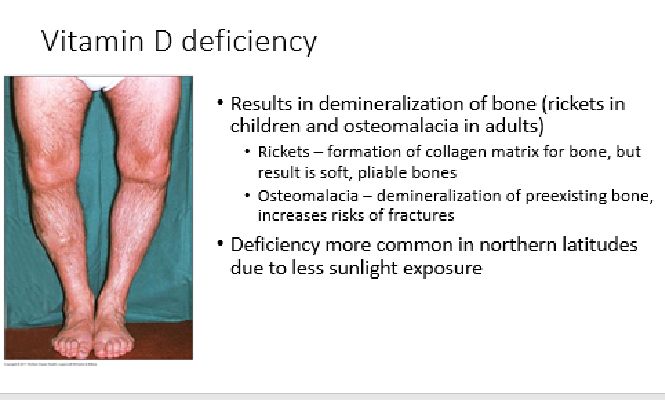 Vitamin D deficiency
• Results in demineralization of bone (rickets in
children and osteomalacia in adults)
• Rickets – formation of collagen matrix for bone, but
result is soft, pliable bones
• Osteomalacia – demineralization of preexisting bone,
increases risks of fractures
• Deficiency more common in northern latitudes
due to less sunlight exposure